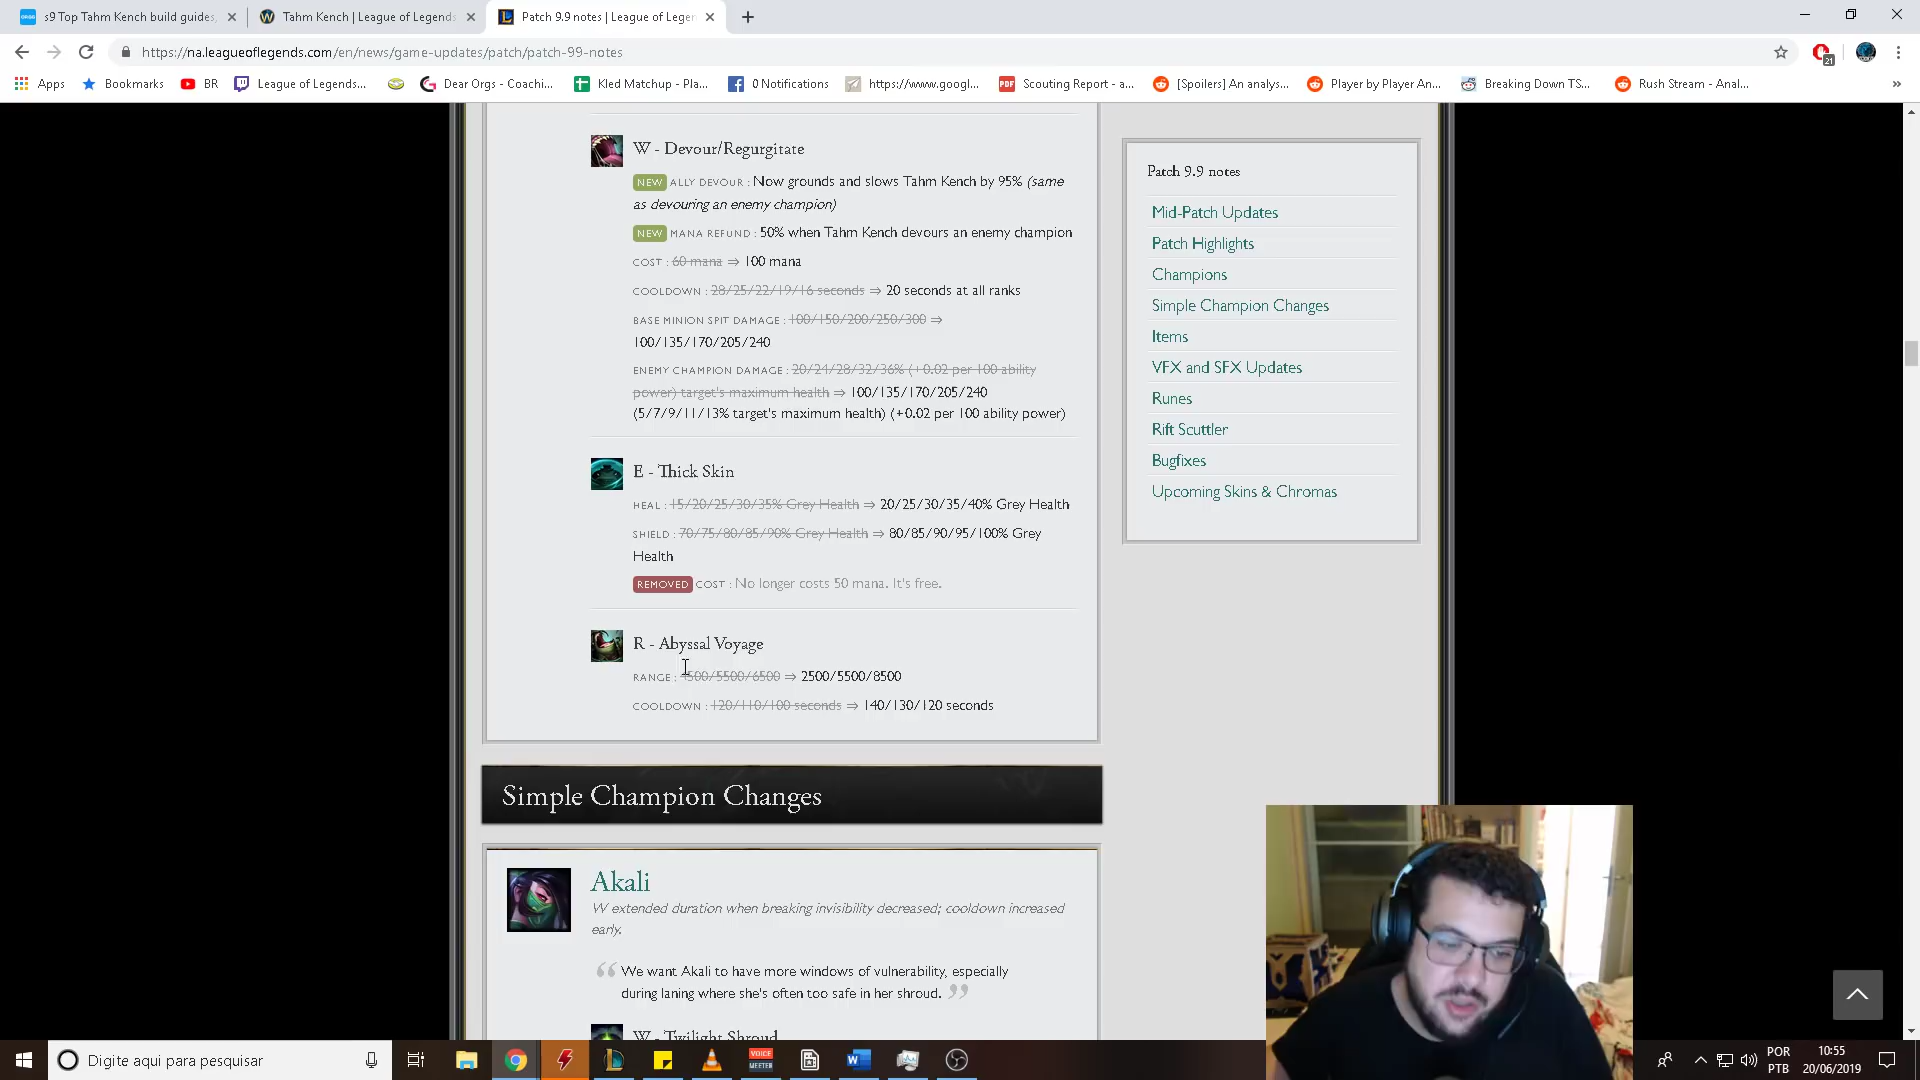 s9 Top Tahm Kench build guides,
Tahm Kench | League of Legends
Patch 9.9 notes | League of Legen
https://na.leagueoflegends.com/en/news/game-updates/patch/patch-99-notes
21
Apps
Bookmarks
BR
League of Legends...
Dear Orgs - Coachi...
Kled Matchup - Pla...
0 Notifications
https://www.googl...
PDF
Scouting Report - a...
[Spoilers] An analys...
Player by Player An...
Breaking Down TS...
Rush Stream - Anal...
»
W - Devour/Regurgitate
NEW ALLY DEVOUR : Now grounds and slows Tahm Kench by 95% (same
as devouring an enemy champion)
NEW MANA REFUND : 50% when Tahm Kench devours an enemy champion
COST : 60 mana ⇒ 100 mana
COOLDOWN : 28/25/22/19/16 seconds ⇒ 20 seconds at all ranks
BASE MINION SPIT DAMAGE : 100/150/200/250/300 ⇒
100/135/170/205/240
ENEMY CHAMPION DAMAGE : 20/24/28/32/36% (+0.02 per 100 ability
power) target's maximum health ⇒ 100/135/170/205/240
(5/7/9/11/13% target's maximum health) (+0.02 per 100 ability power)
E - Thick Skin
HEAL : 15/20/25/30/35% Grey Health ⇒ 20/25/30/35/40% Grey Health
SHIELD : 70/75/80/85/90% Grey Health ⇒ 80/85/90/95/100% Grey
Health
REMOVED COST : No longer costs 50 mana. It's free.
R - Abyssal Voyage
RANGE : 4500/5500/6500 ⇒ 2500/5500/8500
COOLDOWN : 120/110/100 seconds ⇒ 140/130/120 seconds
Simple Champion Changes
Akali
W extended duration when breaking invisibility decreased; cooldown increased
early.
“ We want Akali to have more windows of vulnerability, especially
during laning where she's often too safe in her shroud. ”
W - Twilight Shroud
Patch 9.9 notes
Mid-Patch Updates
Patch Highlights
Champions
Simple Champion Changes
Items
VFX and SFX Updates
Runes
Rift Scuttler
Bugfixes
Upcoming Skins & Chromas
Digite aqui para pesquisar
VOICE
MEETER
POR
PTB
10:55
20/06/2019